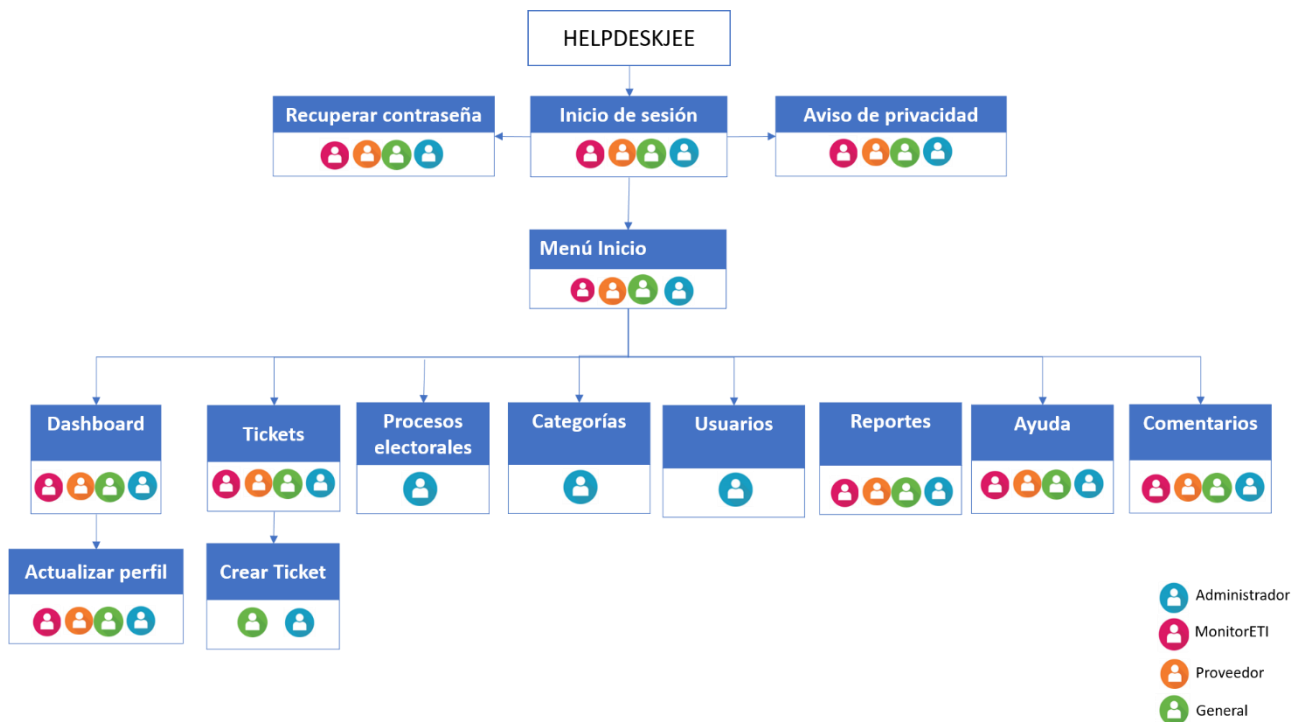 HELPDESKJEE
Recuperar contraseña
Inicio de sesión
Aviso de privacidad
Menú Inicio
Dashboard
Tickets
Procesos
electorales
Categorías
Usuarios
Reportes
Ayuda
Comentarios
Actualizar perfil
Crear Ticket
Administrador
MonitorETI
Proveedor
General